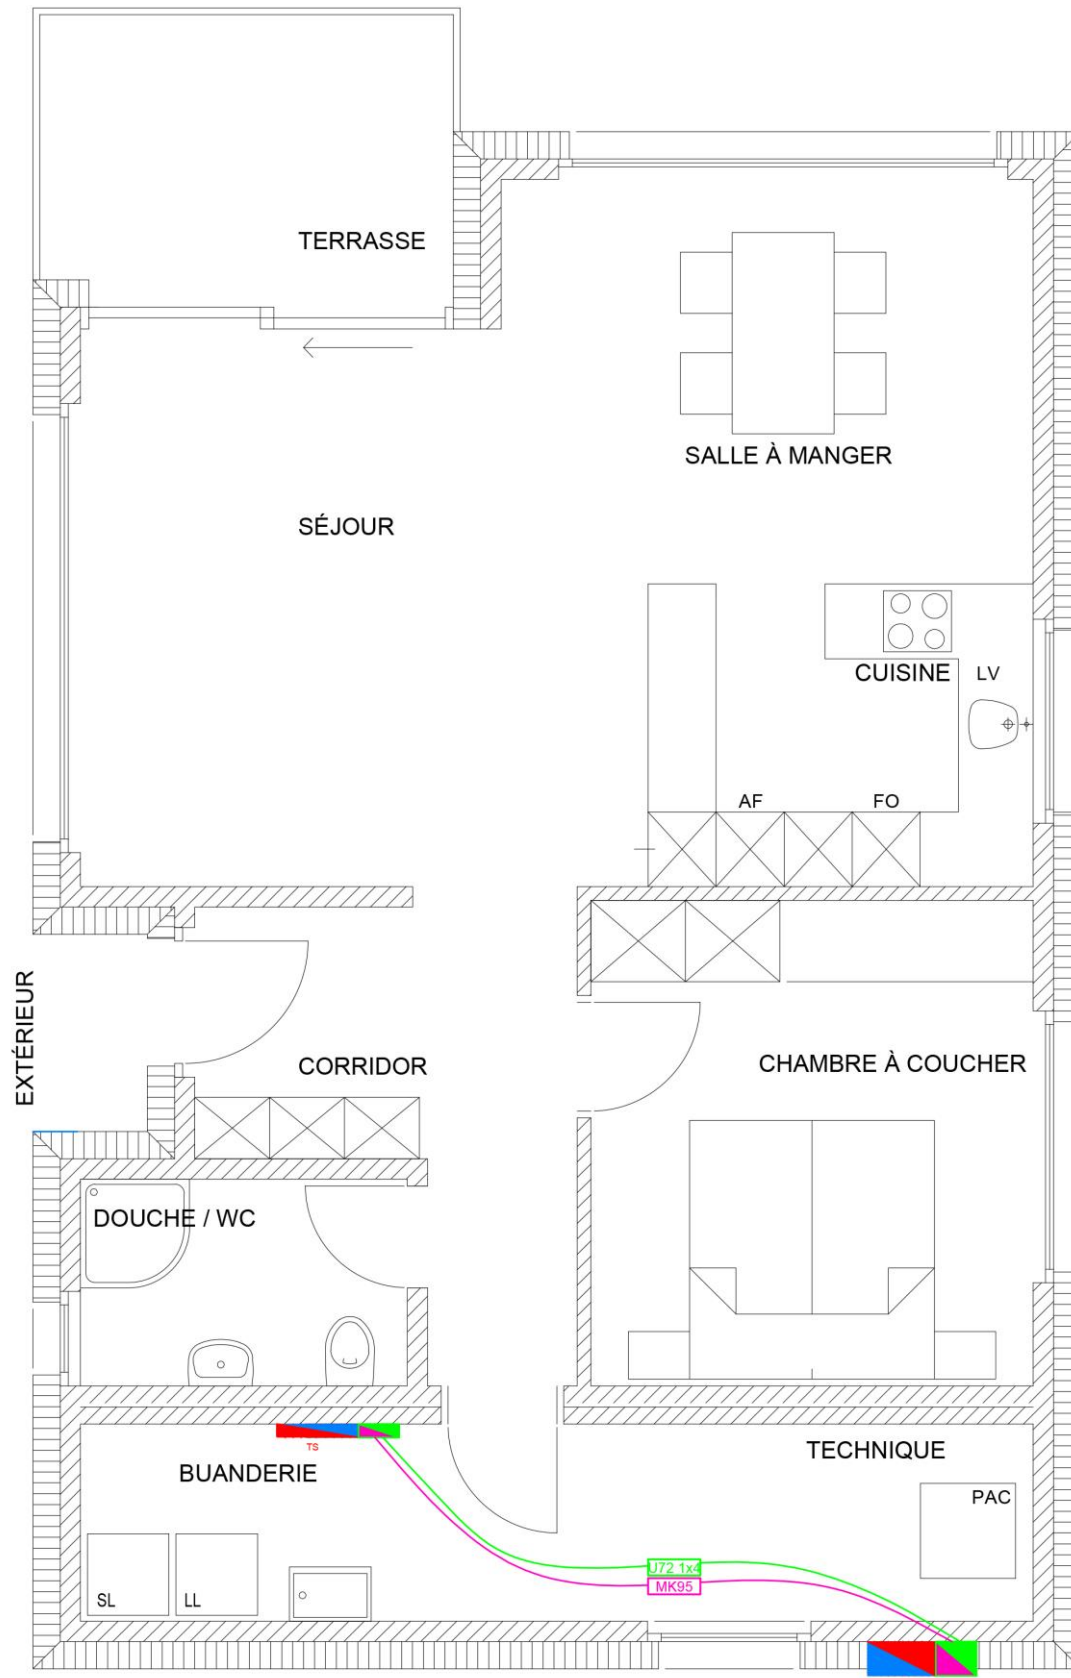 TERRASSE
SALLE À MANGER
SÉJOUR
CUISINE
LV
AF
FO
EXTÉRIEUR
CORRIDOR
CHAMBRE À COUCHER
DOUCHE / WC
TS
BUANDERIE
TECHNIQUE
PAC
U72 1x4
MK95
SL
LL